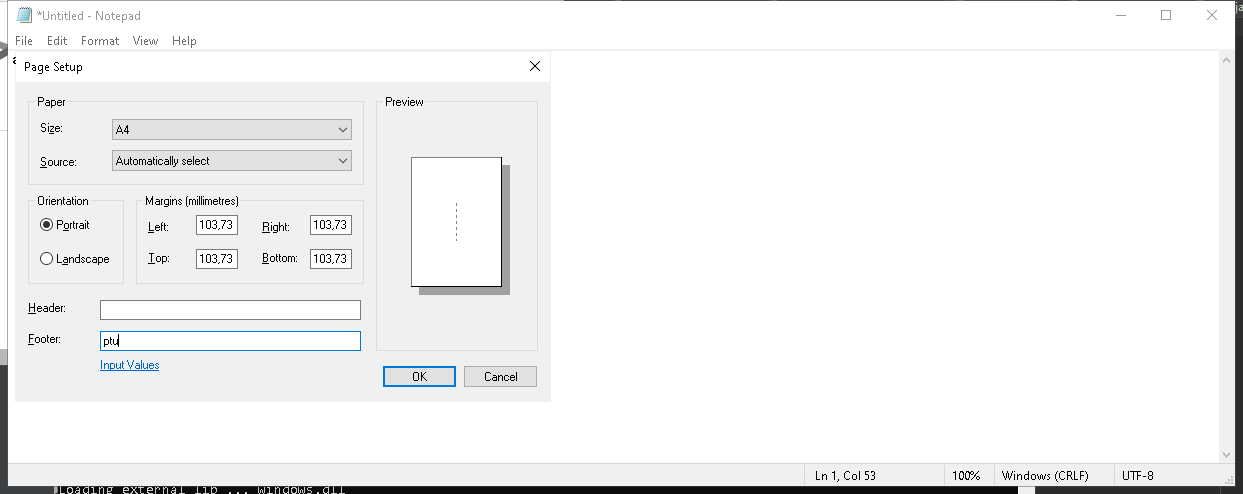 *Untitled - Notepad
File Edit Format View Help
Page Setup
Paper
Size: A4
Source: Automatically select
Preview
Orientation
Portrait
Landscape
Margins (millimetres)
Left: 103,73 Right: 103,73
Top: 103,73 Bottom: 103,73
Header:
Footer: ptu
Input Values
OK Cancel
Ln 1, Col 53 100% Windows (CRLF) UTF-8
Loading external lib ... windows.dll